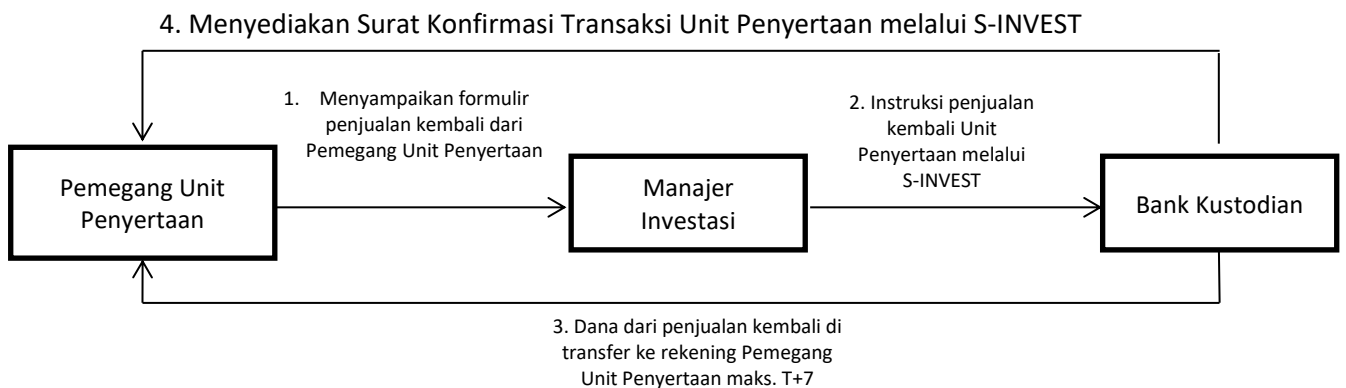 4. Menyediakan Surat Konfirmasi Transaksi Unit Penyertaan melalui S-INVEST
1. Menyampaikan formulir
penjualan kembali dari
Pemegang Unit Penyertaan
2. Instruksi penjualan
kembali Unit
Penyertaan melalui
S-INVEST
Pemegang Unit
Penyertaan
Manajer
Investasi
Bank Kustodian
3. Dana dari penjualan kembali di
transfer ke rekening Pemegang
Unit Penyertaan maks. T+7